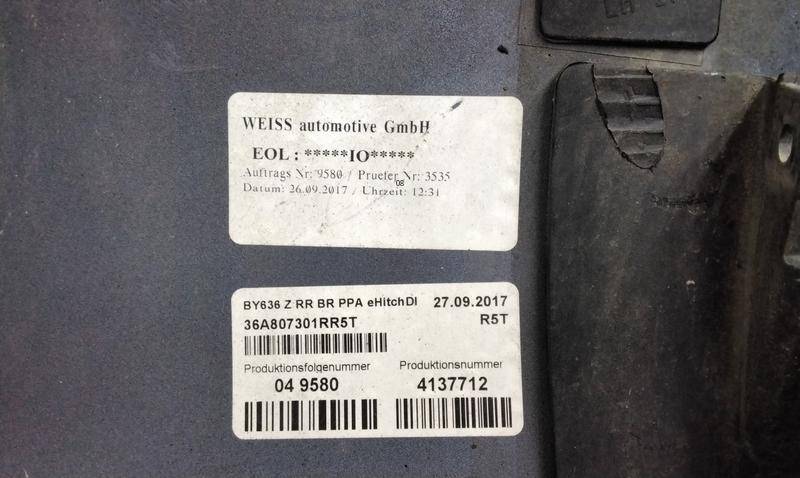 WEISS automotive GmbH
EOL: *****IO*****
Auftrags Nr: 9580 / Pruefer Nr: 3535
08
Datum: 26.09.2017 / Uhrzeit: 12:31
BY636 Z RR BR PPA eHitchDI 27.09.2017
36A807301RR5T R5T
Produktionsfolgenummer Produktionsnummer
04 9580 4137712